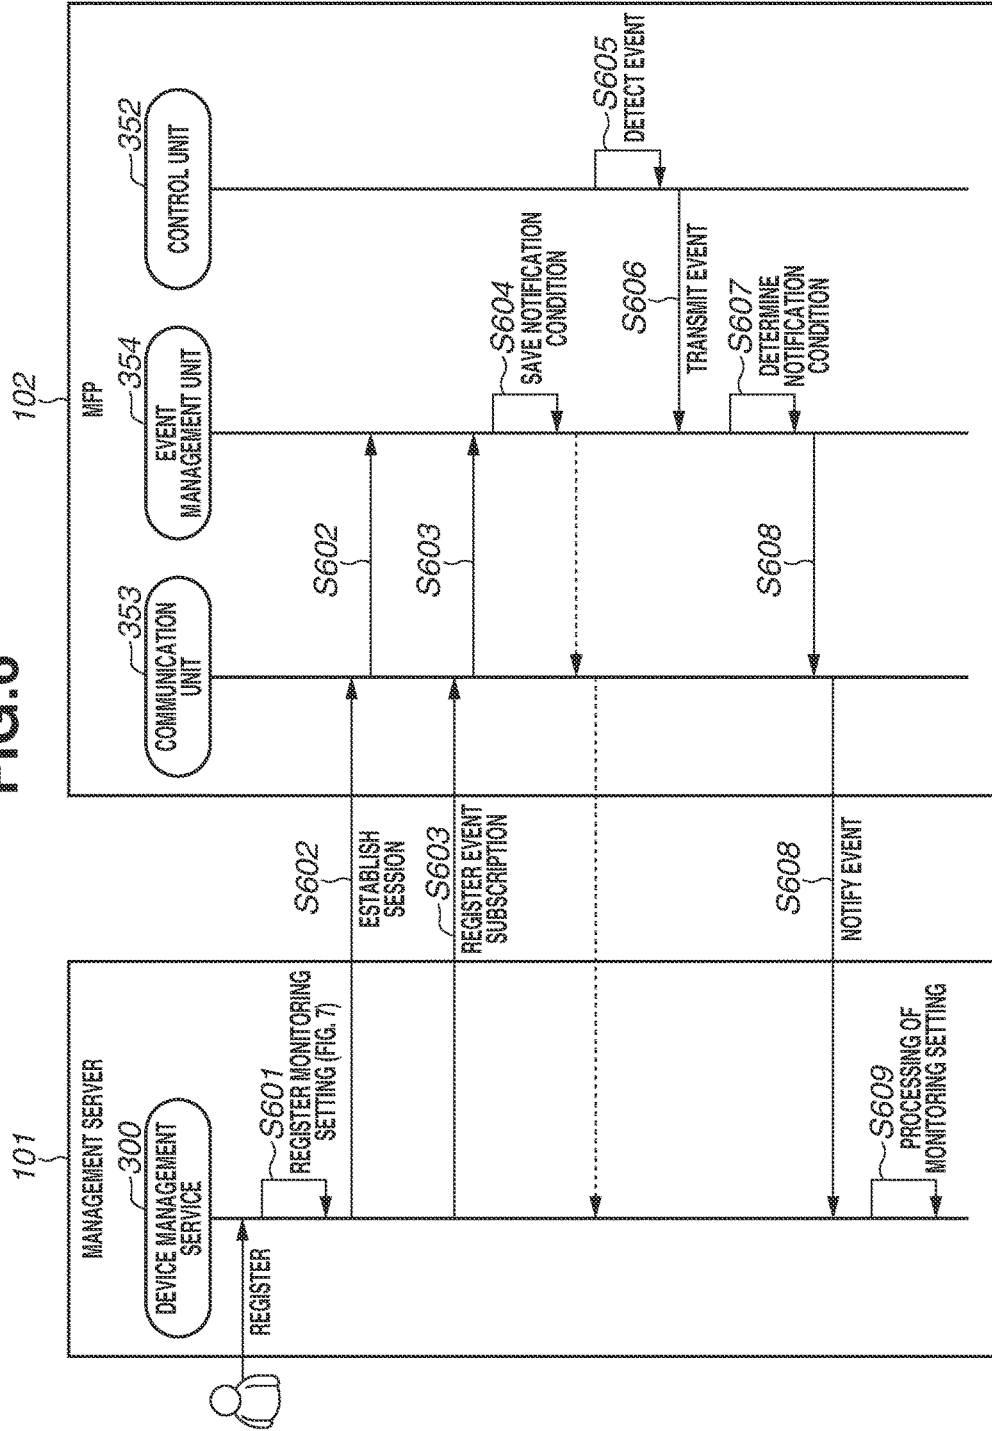 FIG.6
101
MANAGEMENT SERVER
300
DEVICE MANAGEMENT
SERVICE
102
MFP
353
COMMUNICATION
UNIT
354
EVENT
MANAGEMENT UNIT
352
CONTROL UNIT
REGISTER
S601
REGISTER MONITORING
SETTING (FIG. 7)
S602
ESTABLISH
SESSION
S602
S603
REGISTER EVENT
SUBSCRIPTION
S603
S604
SAVE NOTIFICATION
CONDITION
S605
DETECT EVENT
S606
TRANSMIT EVENT
S607
DETERMINE
NOTIFICATION
CONDITION
S608
S608
NOTIFY EVENT
S609
PROCESSING OF
MONITORING SETTING